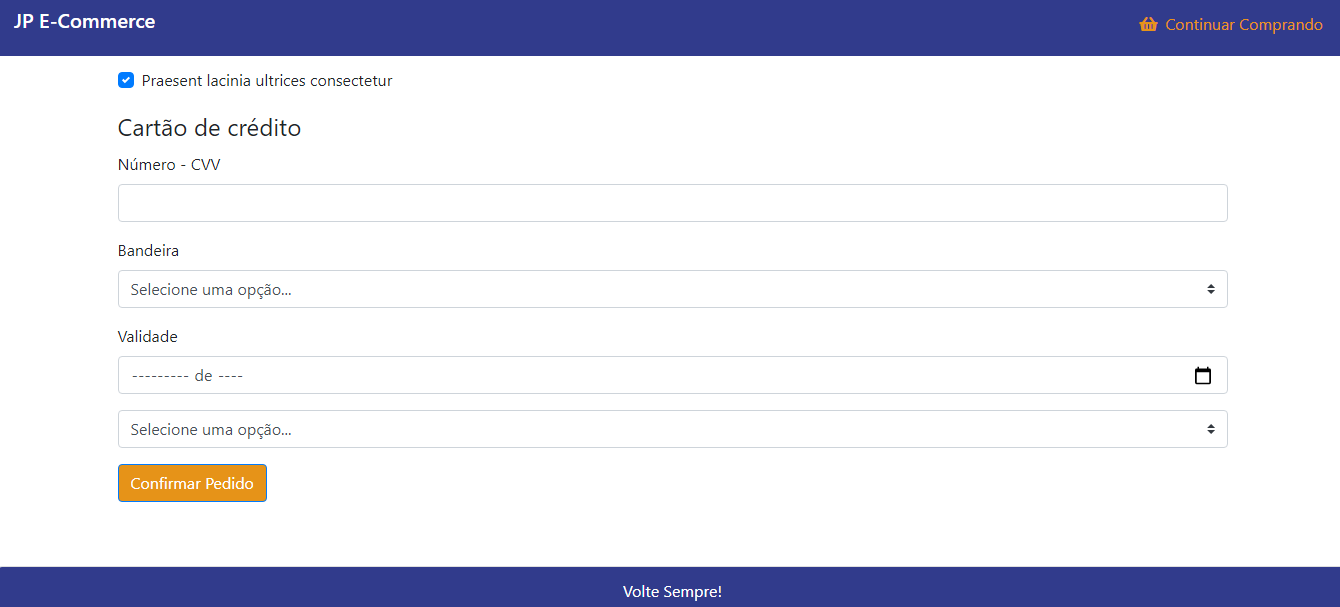 JP E-Commerce
Continuar Comprando
Praesent lacinia ultrices consectetur
Cartão de crédito
Número - CVV
Bandeira
Selecione uma opção...
Validade
--------- de ----
Selecione uma opção...
Confirmar Pedido
Volte Sempre!